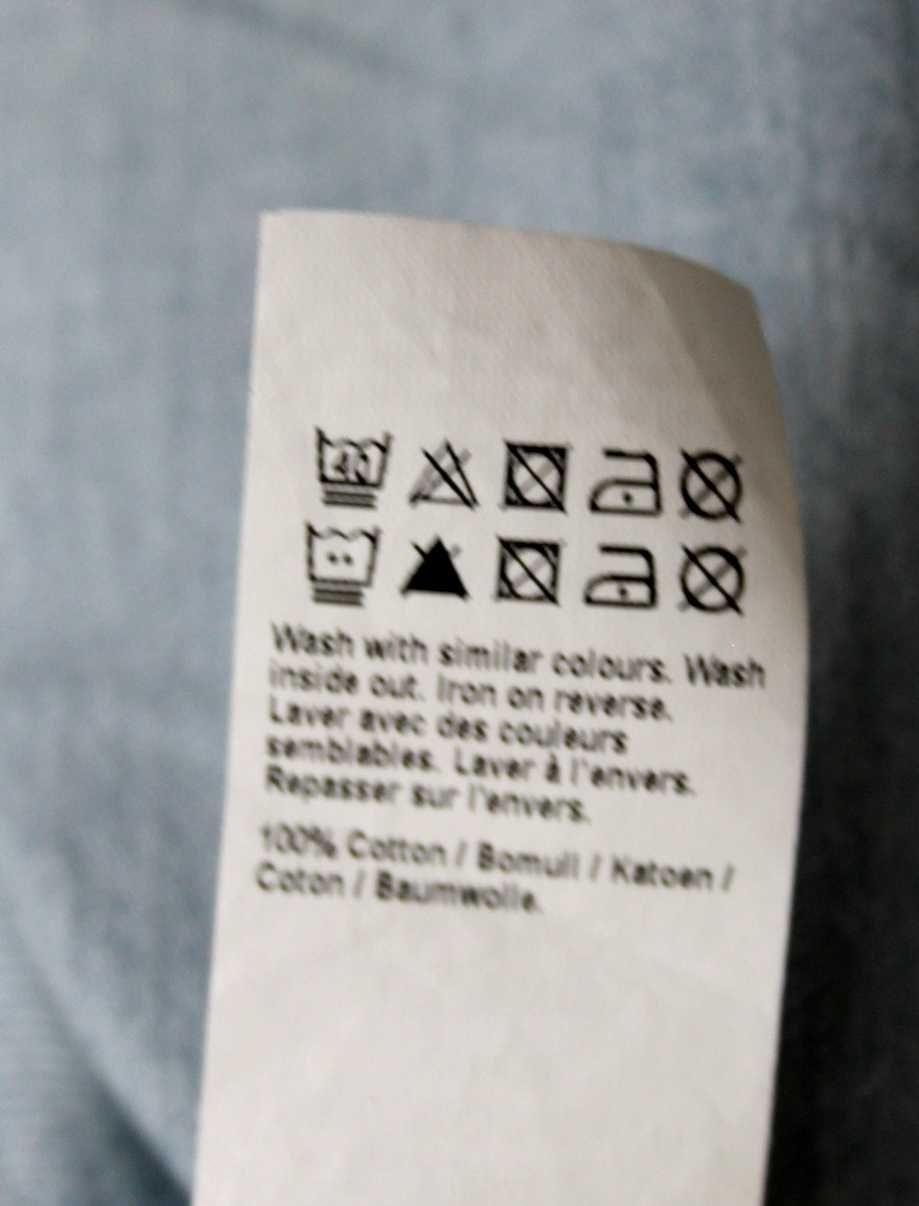 40
Wash with similar colours. Wash
inside out. Iron on reverse.
Laver avec des couleurs
semblables. Laver à l'envers.
Repasser sur l'envers.
100% Cotton / Bomull / Katoen /
Coton / Baumwolle.